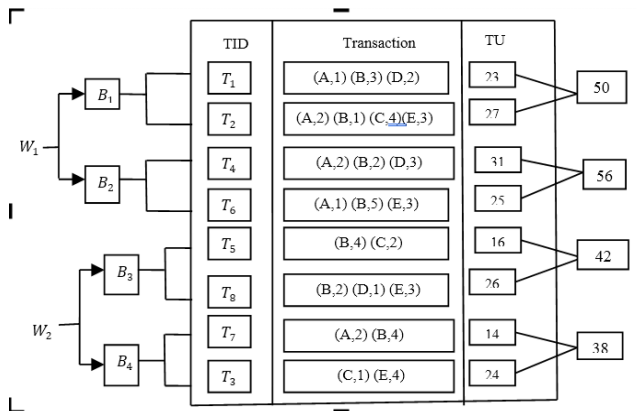 TID Transaction TU
B1 T1 (A,1) (B,3) (D,2) 23 50
W1 T2 (A,2) (B,1) (C,4)(E,3) 27
B2 T4 (A,2) (B,2) (D,3) 31 56
T6 (A,1) (B,5) (E,3) 25
B3 T5 (B,4) (C,2) 16 42
W2 T8 (B,2) (D,1) (E,3) 26
B4 T7 (A,2) (B,4) 14 38
T3 (C,1) (E,4) 24